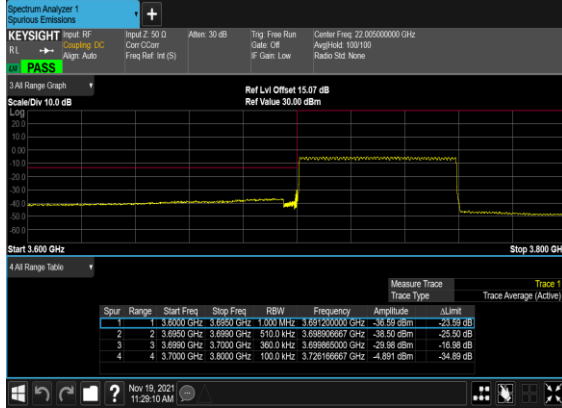 Spectrum Analyzer 1
Spurious Emissions
+
KEYSIGHT Input: RF Input Z: 50 Ω Atten: 30 dB Trig: Free Run Center Freq: 22.005000000 GHz
RL Coupling: DC Corr CCorr Gate: Off Avg|Hold: 100/100
Align: Auto Freq Ref: Int (S) IF Gain: Low Radio Std: None
LXI PASS
3 All Range Graph
Ref Lvl Offset 15.07 dB
Scale/Div 10.0 dB Ref Value 30.00 dBm
Log
20.0
10.0
0.00
-10.0
-20.0
-30.0
-40.0
-50.0
-60.0
Start 3.600 GHz Stop 3.800 GH
4 All Range Table
Measure Trace Trace 1
Trace Type Trace Average (Active)
Spur Range Start Freq Stop Freq RBW Frequency Amplitude ΔLimit
1 1 3.6000 GHz 3.6950 GHz 1.000 MHz 3.691200000 GHz -36.59 dBm -23.59 dB
2 2 3.6950 GHz 3.6990 GHz 510.0 kHz 3.698906667 GHz -38.50 dBm -25.50 dB
3 3 3.6990 GHz 3.7000 GHz 360.0 kHz 3.699865000 GHz -29.98 dBm -16.98 dB
4 4 3.7000 GHz 3.8000 GHz 100.0 kHz 3.726166667 GHz -4.891 dBm -34.89 dB
? Nov 19, 2021
11:29:10 AM